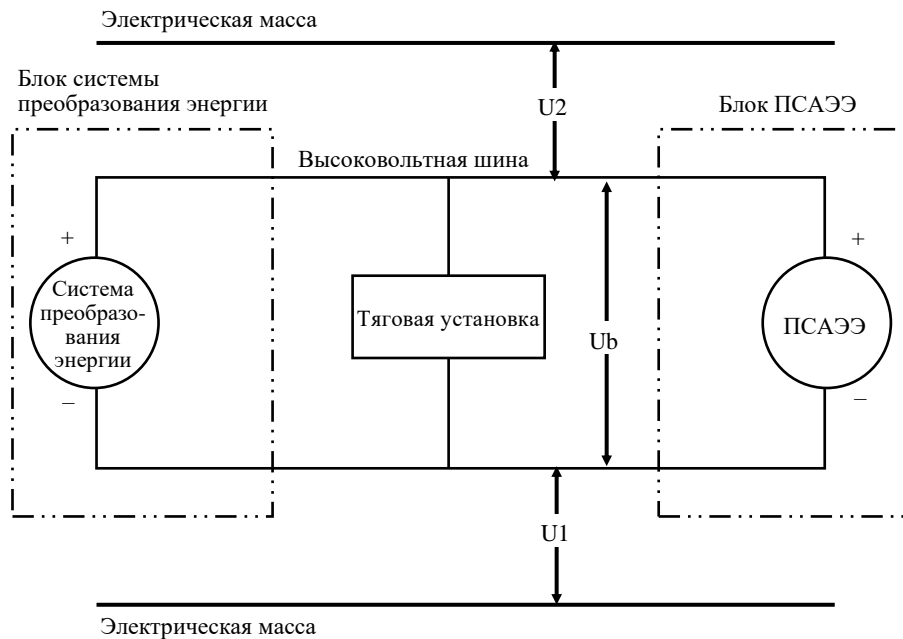 Электрическая масса
Блок системы
преобразования энергии
U2
Блок ПСАЭЭ
Высоковольтная шина
+
+
Система
преобразо-
вания
энергии
Тяговая установка
Ub
ПСАЭЭ
–
–
U1
Электрическая масса